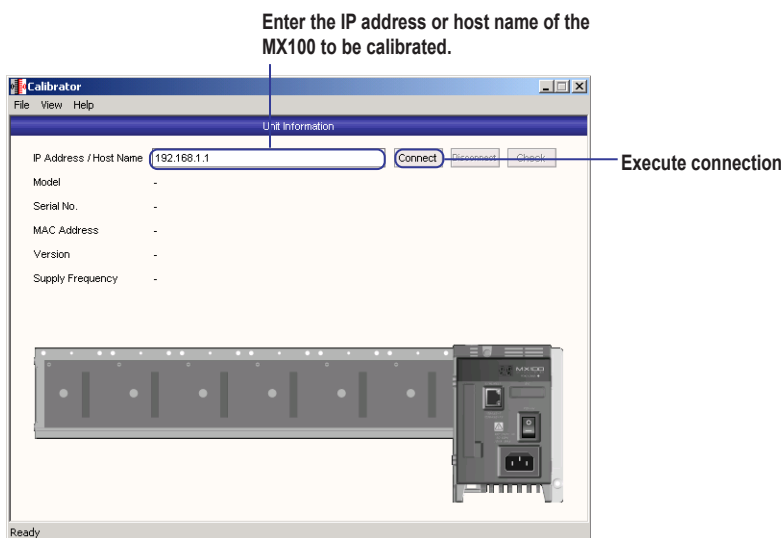 Enter the IP address or host name of the
MX100 to be calibrated.
Calibrator
File View Help
Unit Information
IP Address / Host Name 192.168.1.1 Connect Disconnect Check
Execute connection
Model -
Serial No. -
MAC Address -
Version -
Supply Frequency -
MX100
Ready